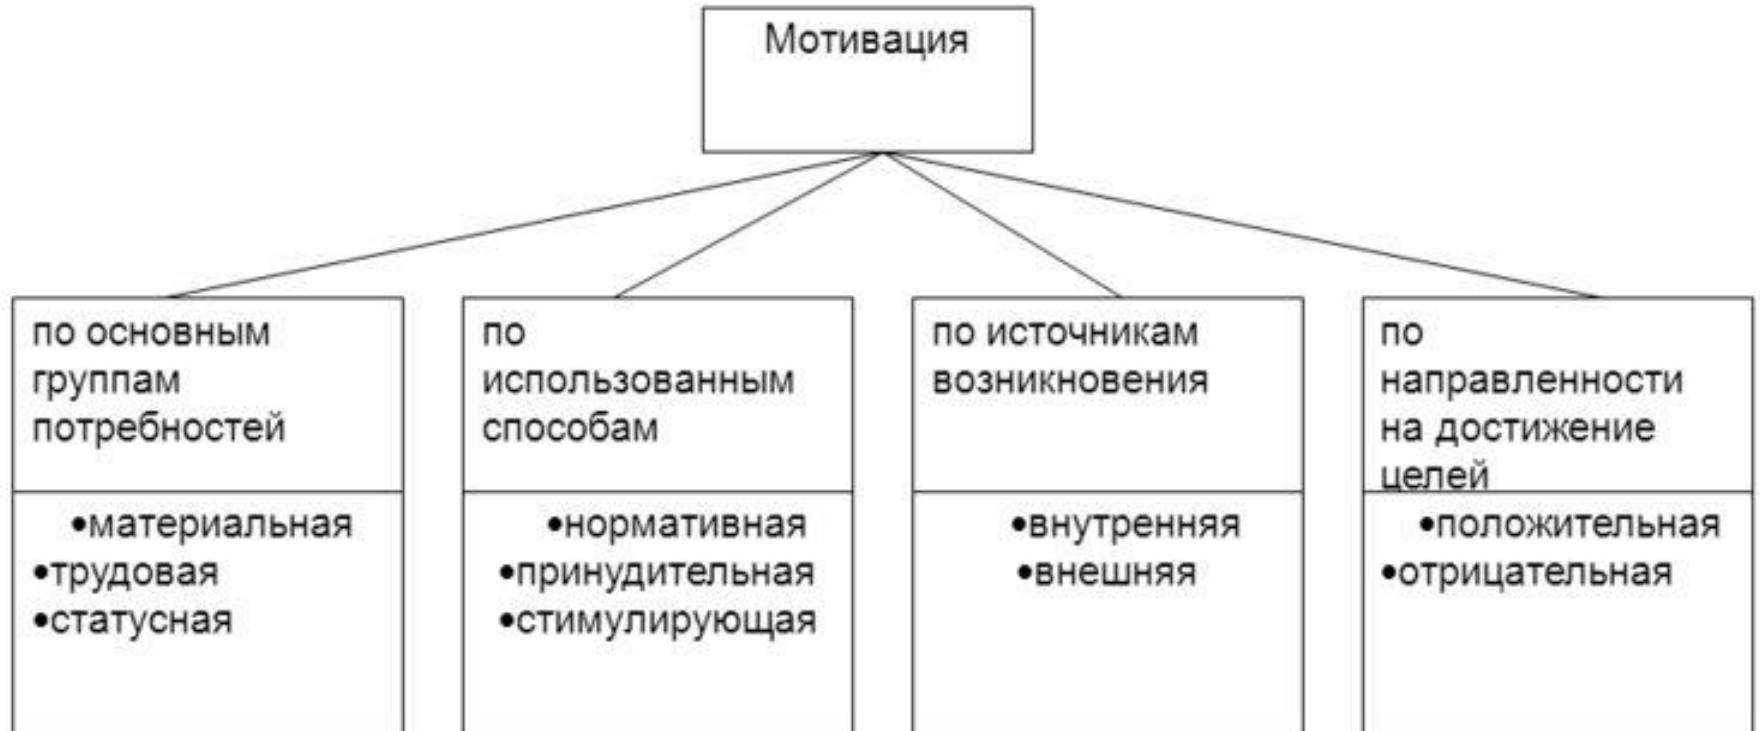 Мотивация
по основным
группам
потребностей
•материальная
•трудовая
•статусная
по
использованным
способам
•нормативная
•принудительная
•стимулирующая
по источникам
возникновения
•внутренняя
•внешняя
по
направленности
на достижение
целей
•положительная
•отрицательная